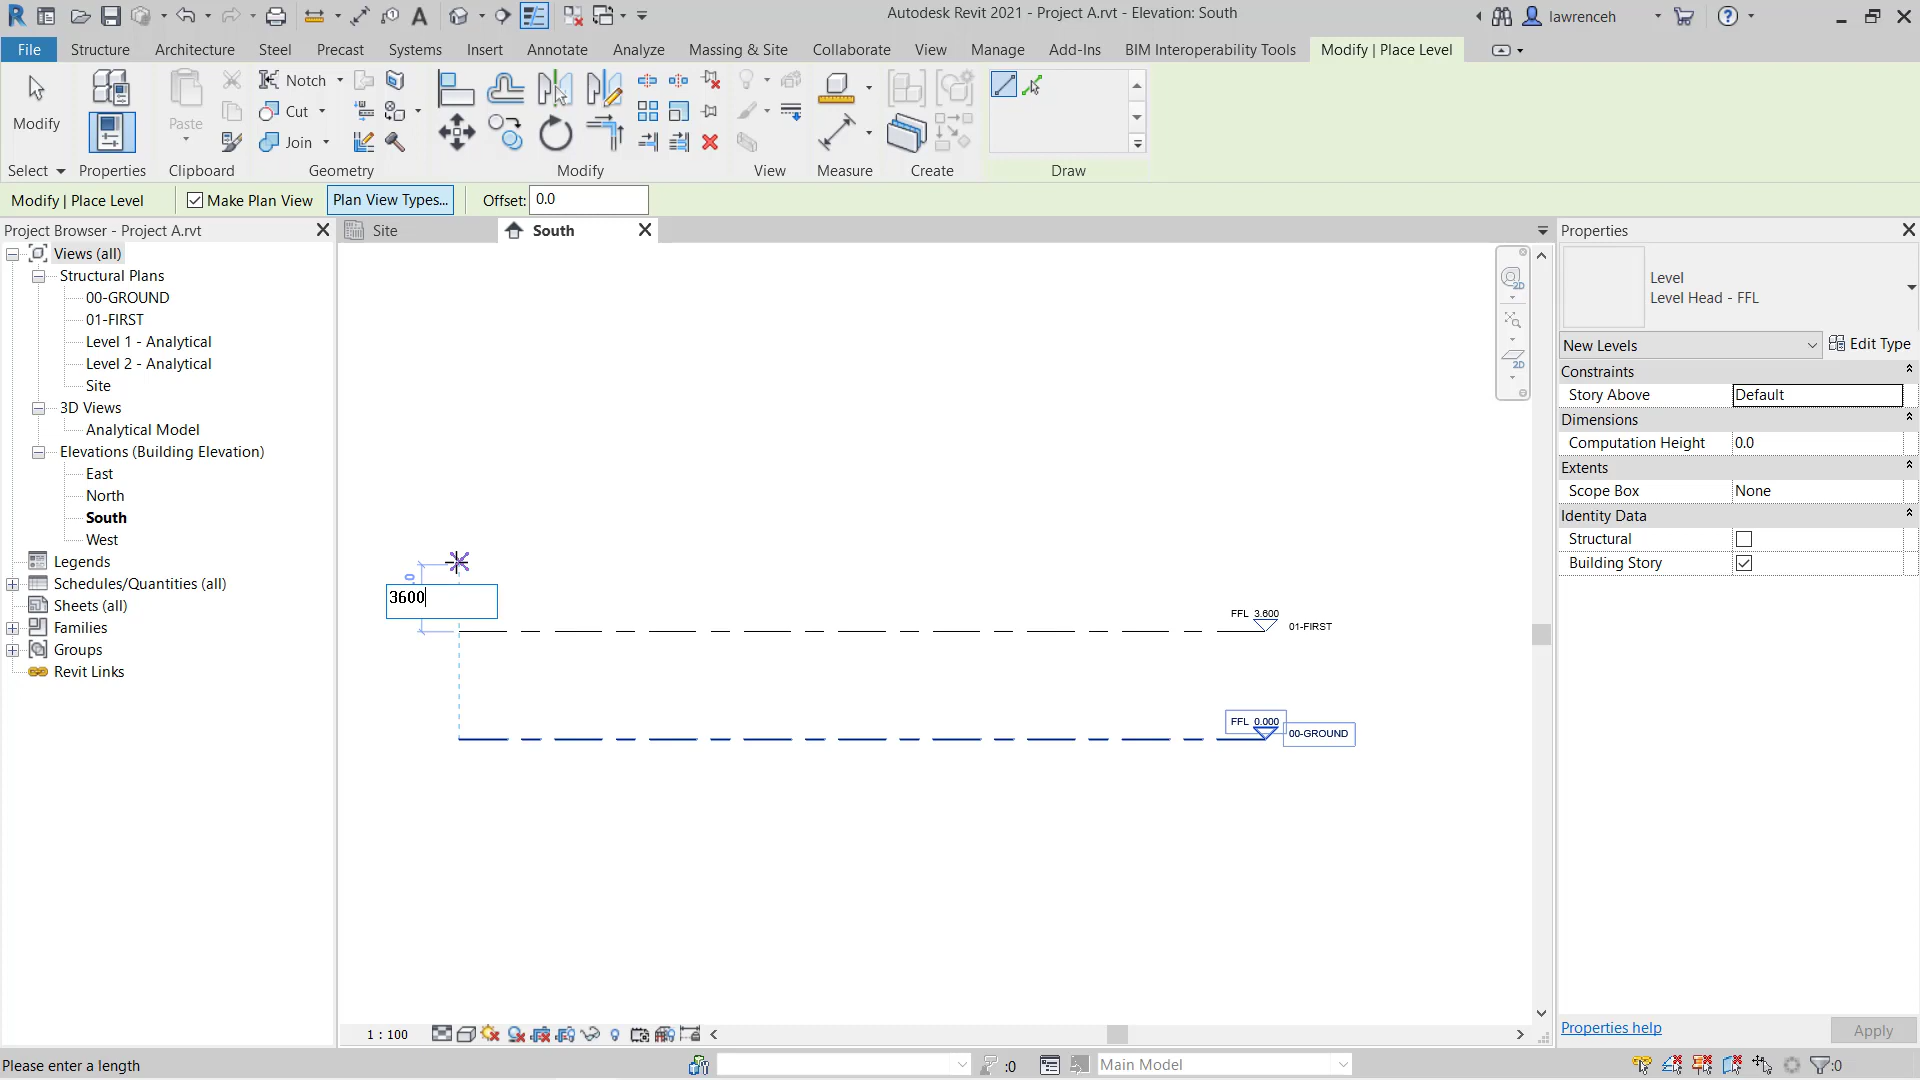 Autodesk Revit 2021 - Project A.rvt - Elevation: South
lawrenceh
File Structure Architecture Steel Precast Systems Insert Annotate Analyze Massing & Site Collaborate View Manage Add-Ins BIM Interoperability Tools Modify | Place Level
Modify
Paste
Notch
Cut
Join
Select Properties Clipboard Geometry Modify View Measure Create Draw
Modify | Place Level Make Plan View Plan View Types... Offset: 0.0
Project Browser - Project A.rvt
Views (all)
Structural Plans
00-GROUND
01-FIRST
Level 1 - Analytical
Level 2 - Analytical
Site
3D Views
Analytical Model
Elevations (Building Elevation)
East
North
South
West
Legends
Schedules/Quantities (all)
Sheets (all)
Families
Groups
Revit Links
Site
South
3600
FFL 3.600
01-FIRST
FFL 0.000
00-GROUND
2D
2D
Properties
Level
Level Head - FFL
New Levels Edit Type
Constraints
Story Above Default
Dimensions
Computation Height 0.0
Extents
Scope Box None
Identity Data
Structural
Building Story
Properties help Apply
1 : 100
Please enter a length
:0
Main Model
:0